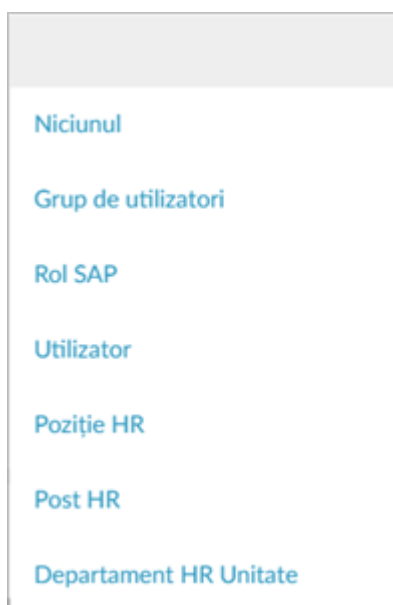 Niciunul
Grup de utilizatori
Rol SAP
Utilizator
Poziție HR
Post HR
Departament HR Unitate